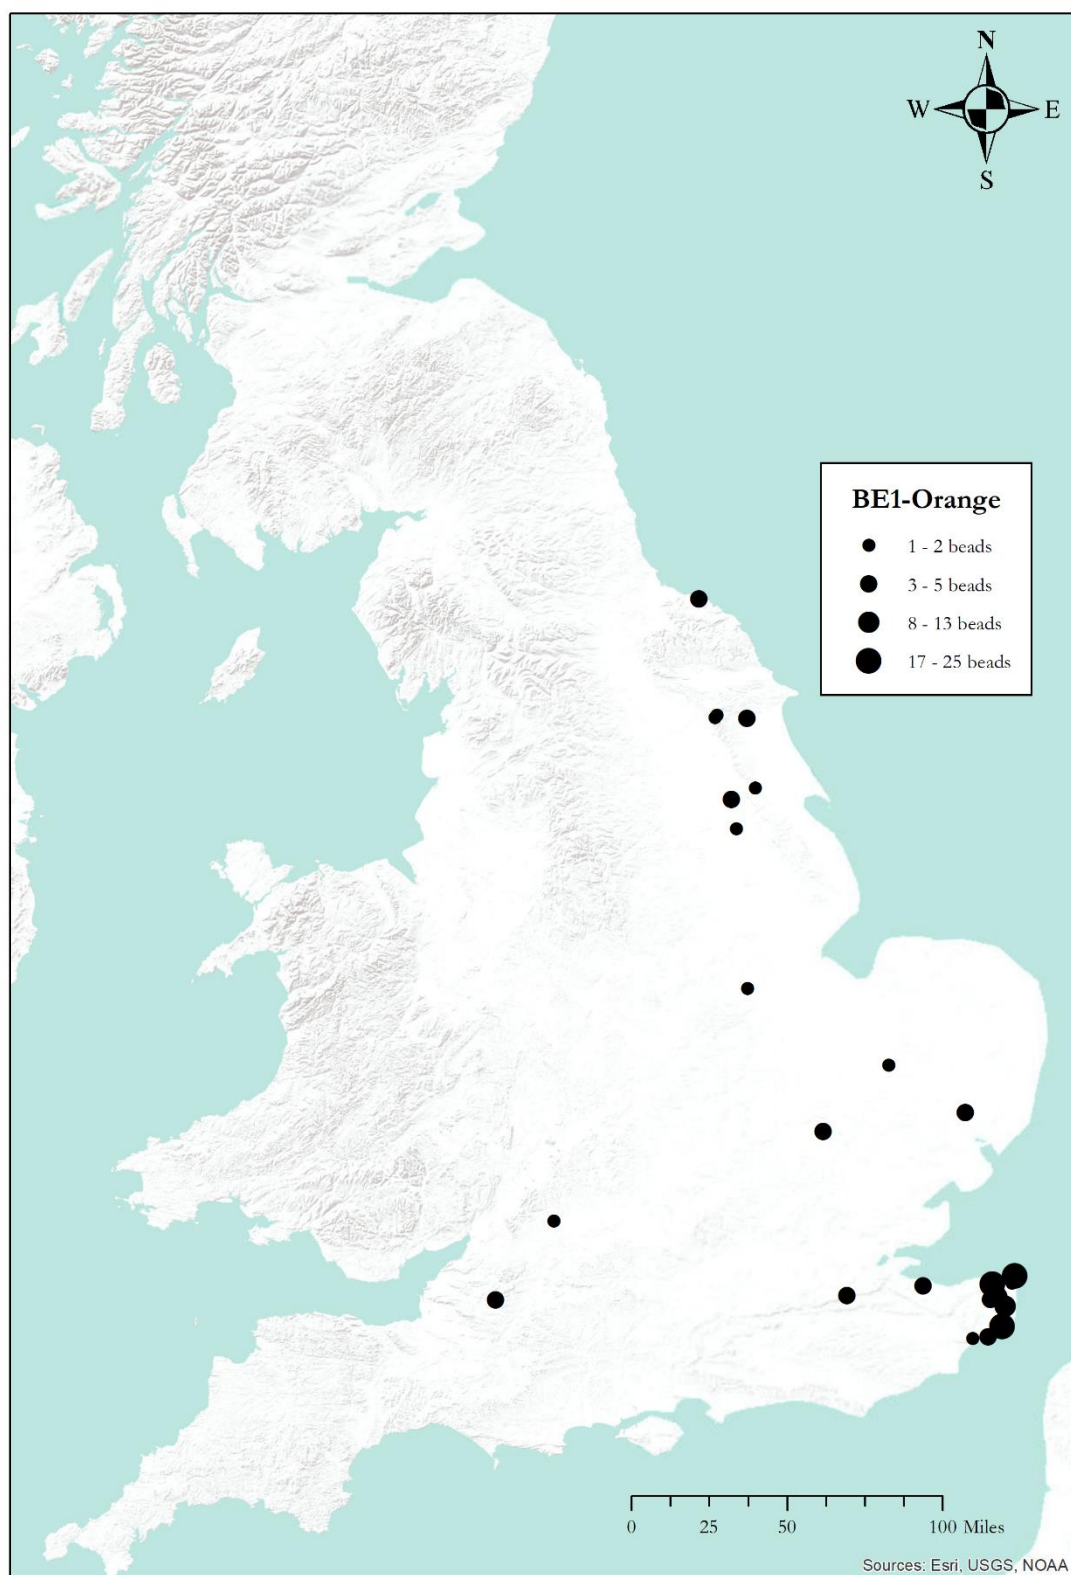 N
W E
S
BE1-Orange
1 - 2 beads
3 - 5 beads
8 - 13 beads
17 - 25 beads
0 25 50 100 Miles
Sources: Esri, USGS, NOAA